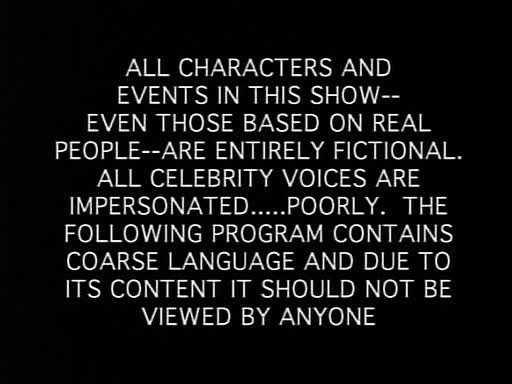 ALL CHARACTERS AND
EVENTS IN THIS SHOW--
EVEN THOSE BASED ON REAL
PEOPLE--ARE ENTIRELY FICTIONAL.
ALL CELEBRITY VOICES ARE
IMPERSONATED.....POORLY.  THE
FOLLOWING PROGRAM CONTAINS
COARSE LANGUAGE AND DUE TO
ITS CONTENT IT SHOULD NOT BE
VIEWED BY ANYONE